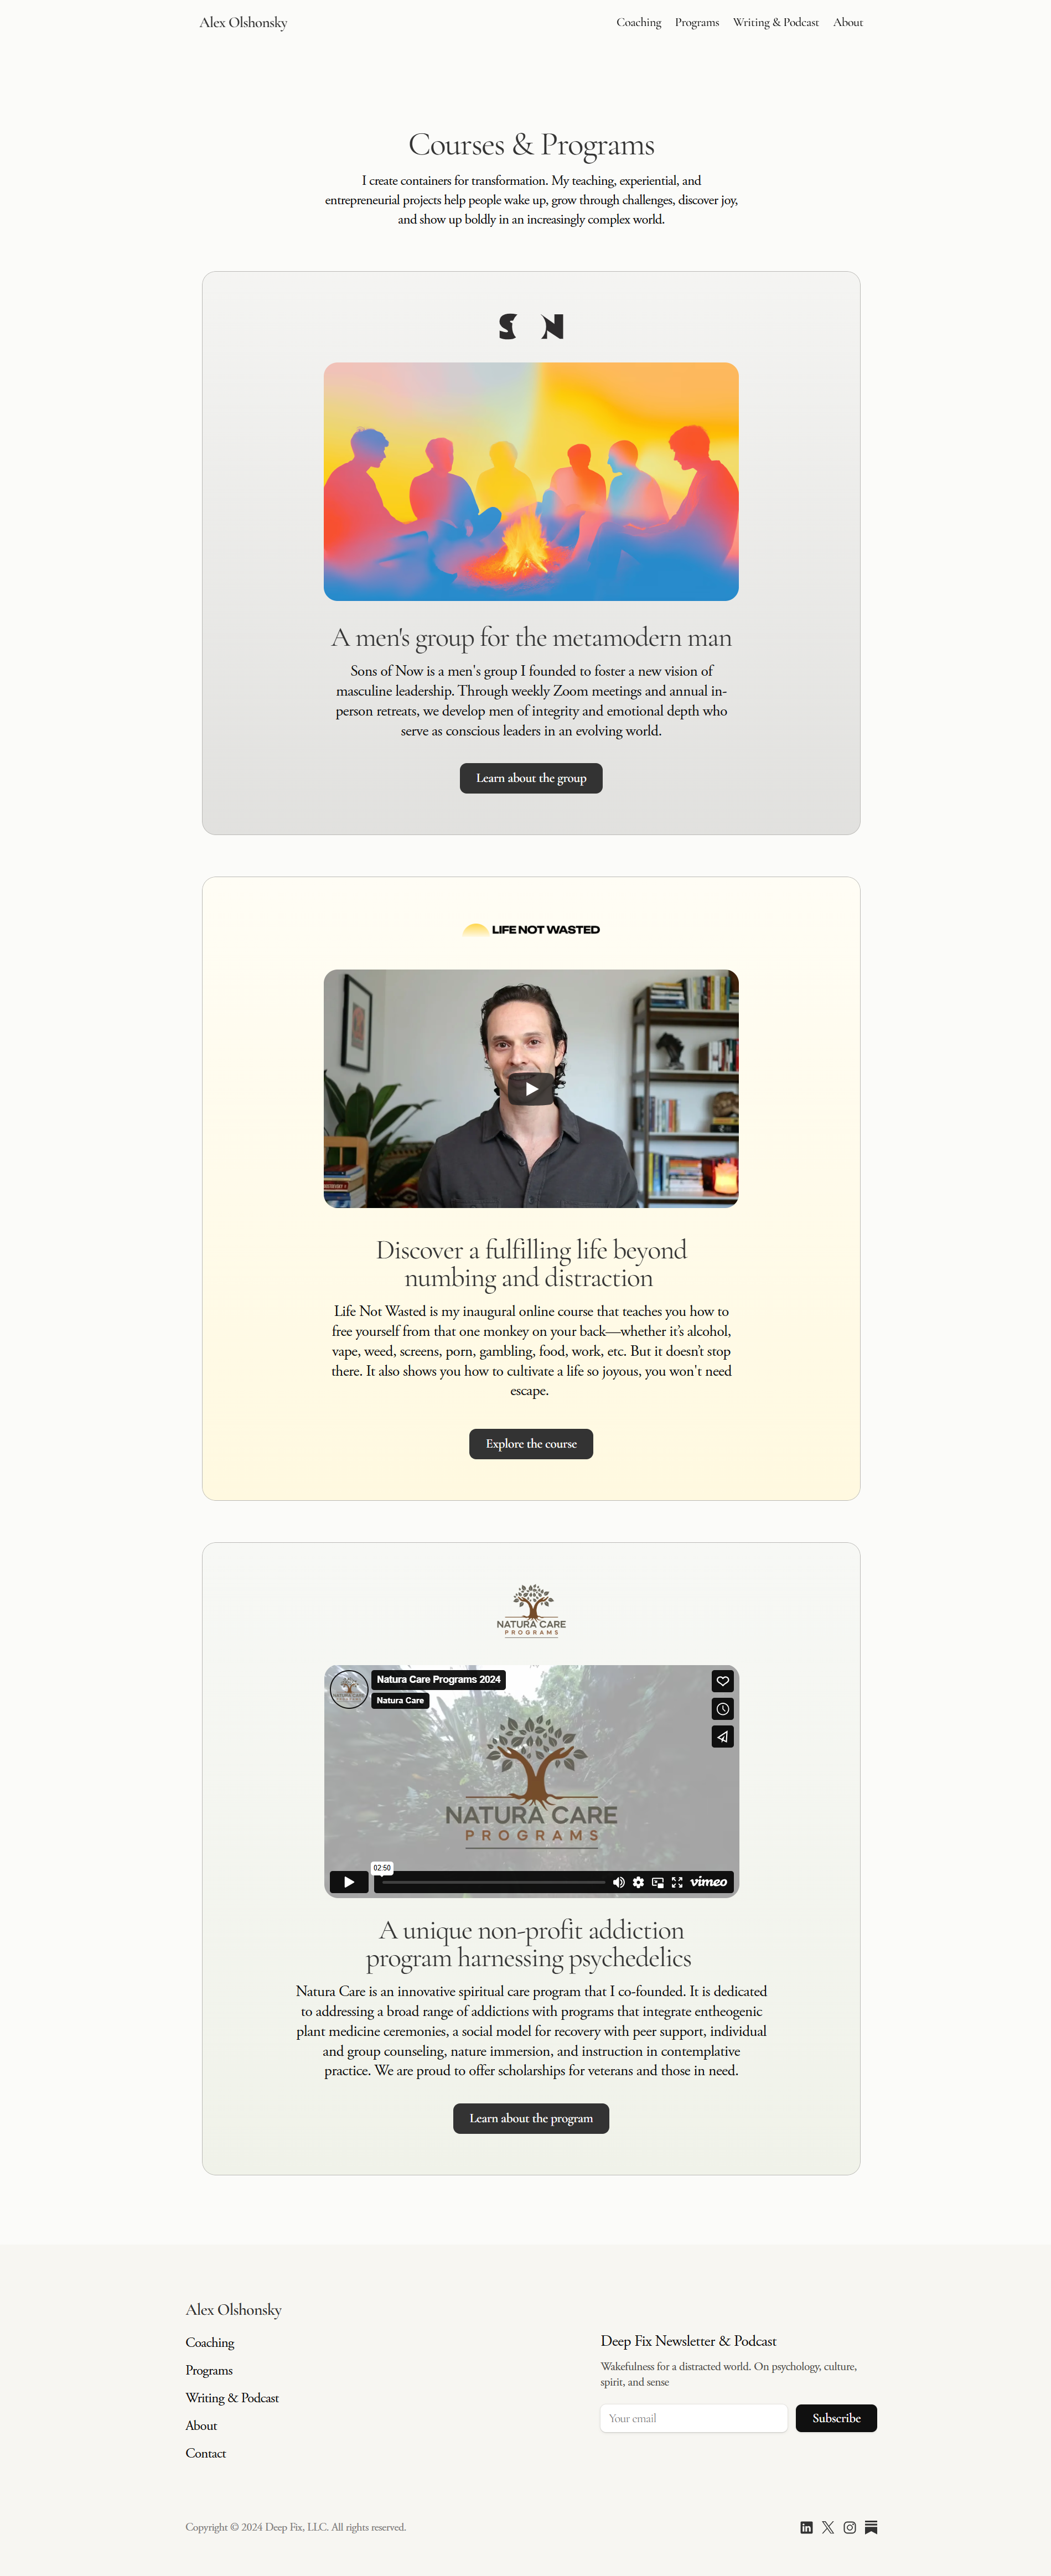 Alex Olshonsky
Coaching Programs Writing & Podcast About
Courses & Programs
I create containers for transformation. My teaching, experiential, and
entrepreneurial projects help people wake up, grow through challenges, discover joy,
and show up boldly in an increasingly complex world.
S N
A men's group for the metamodern man
Sons of Now is a men's group I founded to foster a new vision of
masculine leadership. Through weekly Zoom meetings and annual in-
person retreats, we develop men of integrity and emotional depth who
serve as conscious leaders in an evolving world.
Learn about the group
LIFE NOT WASTED
Discover a fulfilling life beyond
numbing and distraction
Life Not Wasted is my inaugural online course that teaches you how to
free yourself from that one monkey on your back—whether it’s alcohol,
vape, weed, screens, porn, gambling, food, work, etc. But it doesn’t stop
there. It also shows you how to cultivate a life so joyous, you won't need
escape.
Explore the course
NATURA CARE
PROGRAMS
Natura Care Programs 2024
Natura Care
NATURA CARE
PROGRAMS
02:50
vimeo
A unique non-profit addiction
program harnessing psychedelics
Natura Care is an innovative spiritual care program that I co-founded. It is dedicated
to addressing a broad range of addictions with programs that integrate entheogenic
plant medicine ceremonies, a social model for recovery with peer support, individual
and group counseling, nature immersion, and instruction in contemplative
practice. We are proud to offer scholarships for veterans and those in need.
Learn about the program
Alex Olshonsky
Coaching
Programs
Writing & Podcast
About
Contact
Deep Fix Newsletter & Podcast
Wakefulness for a distracted world. On psychology, culture,
spirit, and sense
Your email
Subscribe
Copyright © 2024 Deep Fix, LLC. All rights reserved.